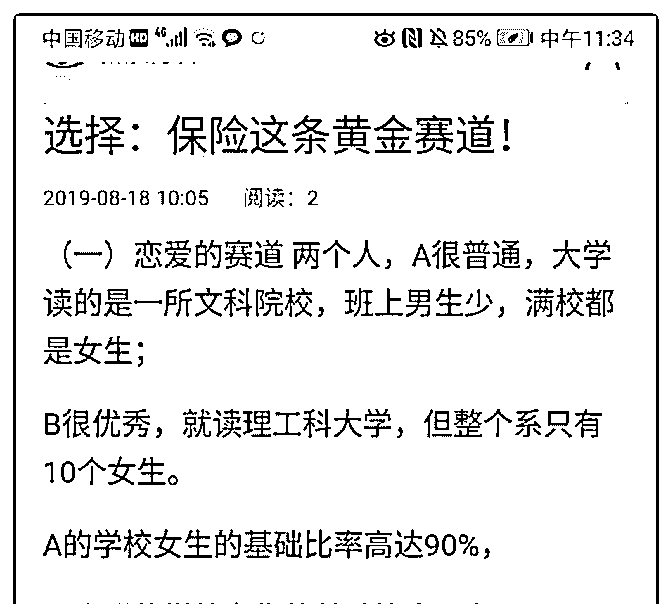 中国移动 HD 4G 85% 中午11:34
选择：保险这条黄金赛道！
2019-08-18 10:05 阅读：2
（一）恋爱的赛道 两个人，A很普通，大学
读的是一所文科院校，班上男生少，满校都
是女生；
B很优秀，就读理工科大学，但整个系只有
10个女生。
A的学校女生的基础比率高达90%，